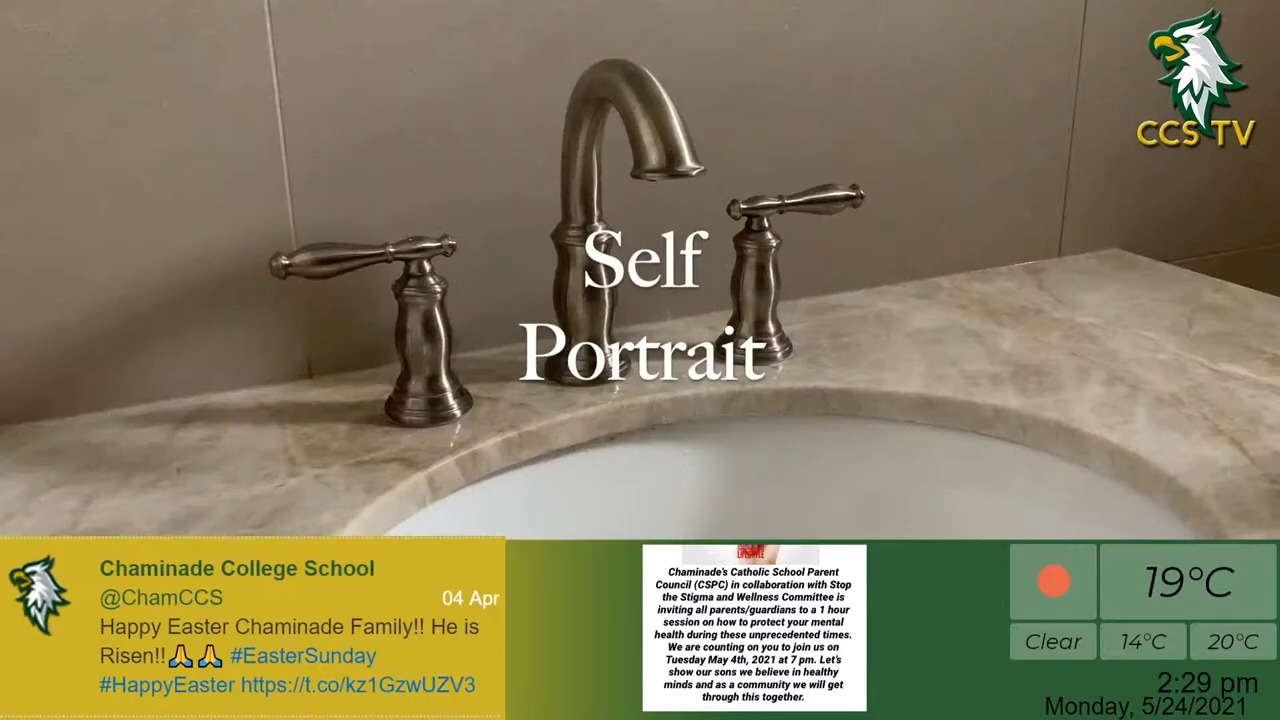 CCS TV
Self
Portrait
Chaminade College School
@ChamCCS
04 Apr
Happy Easter Chaminade Family!! He is
Risen!!🙏🙏 #EasterSunday
#HappyEaster https://t.co/kz1GzwUZV3
LIFESTYLE
Chaminade's Catholic School Parent
Council (CSPC) in collaboration with Stop
the Stigma and Wellness Committee is
inviting all parents/guardians to a 1 hour
session on how to protect your mental
health during these unprecedented times.
We are counting on you to join us on
Tuesday May 4th, 2021 at 7 pm. Let's
show our sons we believe in healthy
minds and as a community we will get
through this together.
19°C
Clear
14°C
20°C
2:29 pm
Monday, 5/24/2021